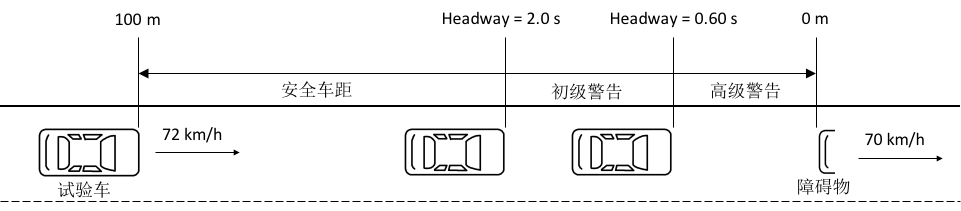 100 m
Headway = 2.0 s
Headway = 0.60 s
0 m
安全车距
初级警告
高级警告
72 km/h
70 km/h
试验车
障碍物